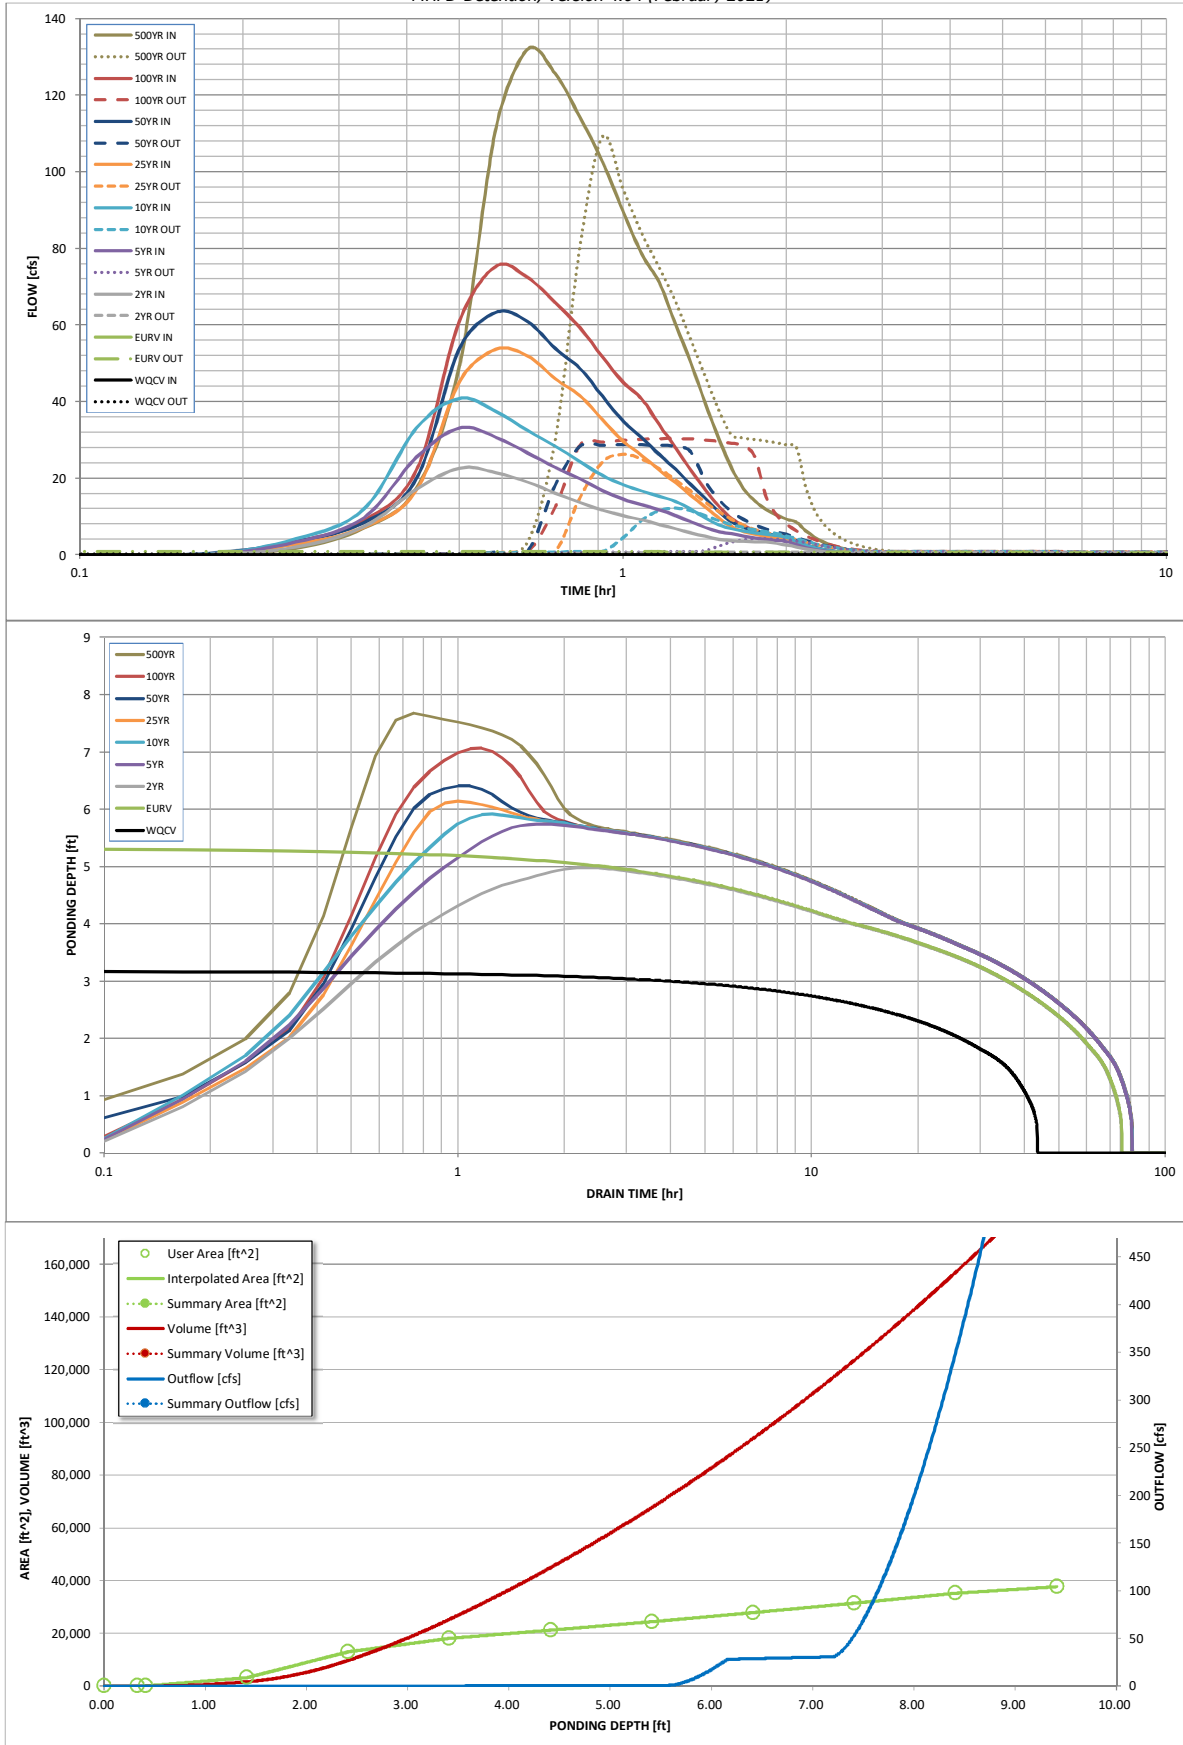 MHFD-Detention, Version 4.04 (February 2021)
140
120
100
80
60
40
20
0
FLOW [cfs]
500YR IN
500YR OUT
100YR IN
100YR OUT
50YR IN
50YR OUT
25YR IN
25YR OUT
10YR IN
10YR OUT
5YR IN
5YR OUT
2YR IN
2YR OUT
EURV IN
EURV OUT
WQCV IN
WQCV OUT
0.1 1 10
TIME [hr]
9
8
7
6
5
4
3
2
1
0
PONDING DEPTH [ft]
500YR
100YR
50YR
25YR
10YR
5YR
2YR
EURV
WQCV
0.1 1 10 100
DRAIN TIME [hr]
160,000
140,000
120,000
100,000
80,000
60,000
40,000
20,000
0
AREA [ft^2], VOLUME [ft^3]
User Area [ft^2]
Interpolated Area [ft^2]
Summary Area [ft^2]
Volume [ft^3]
Summary Volume [ft^3]
Outflow [cfs]
Summary Outflow [cfs]
450
400
350
300
250
200
150
100
50
0
OUTFLOW [cfs]
0.00 1.00 2.00 3.00 4.00 5.00 6.00 7.00 8.00 9.00 10.00
PONDING DEPTH [ft]